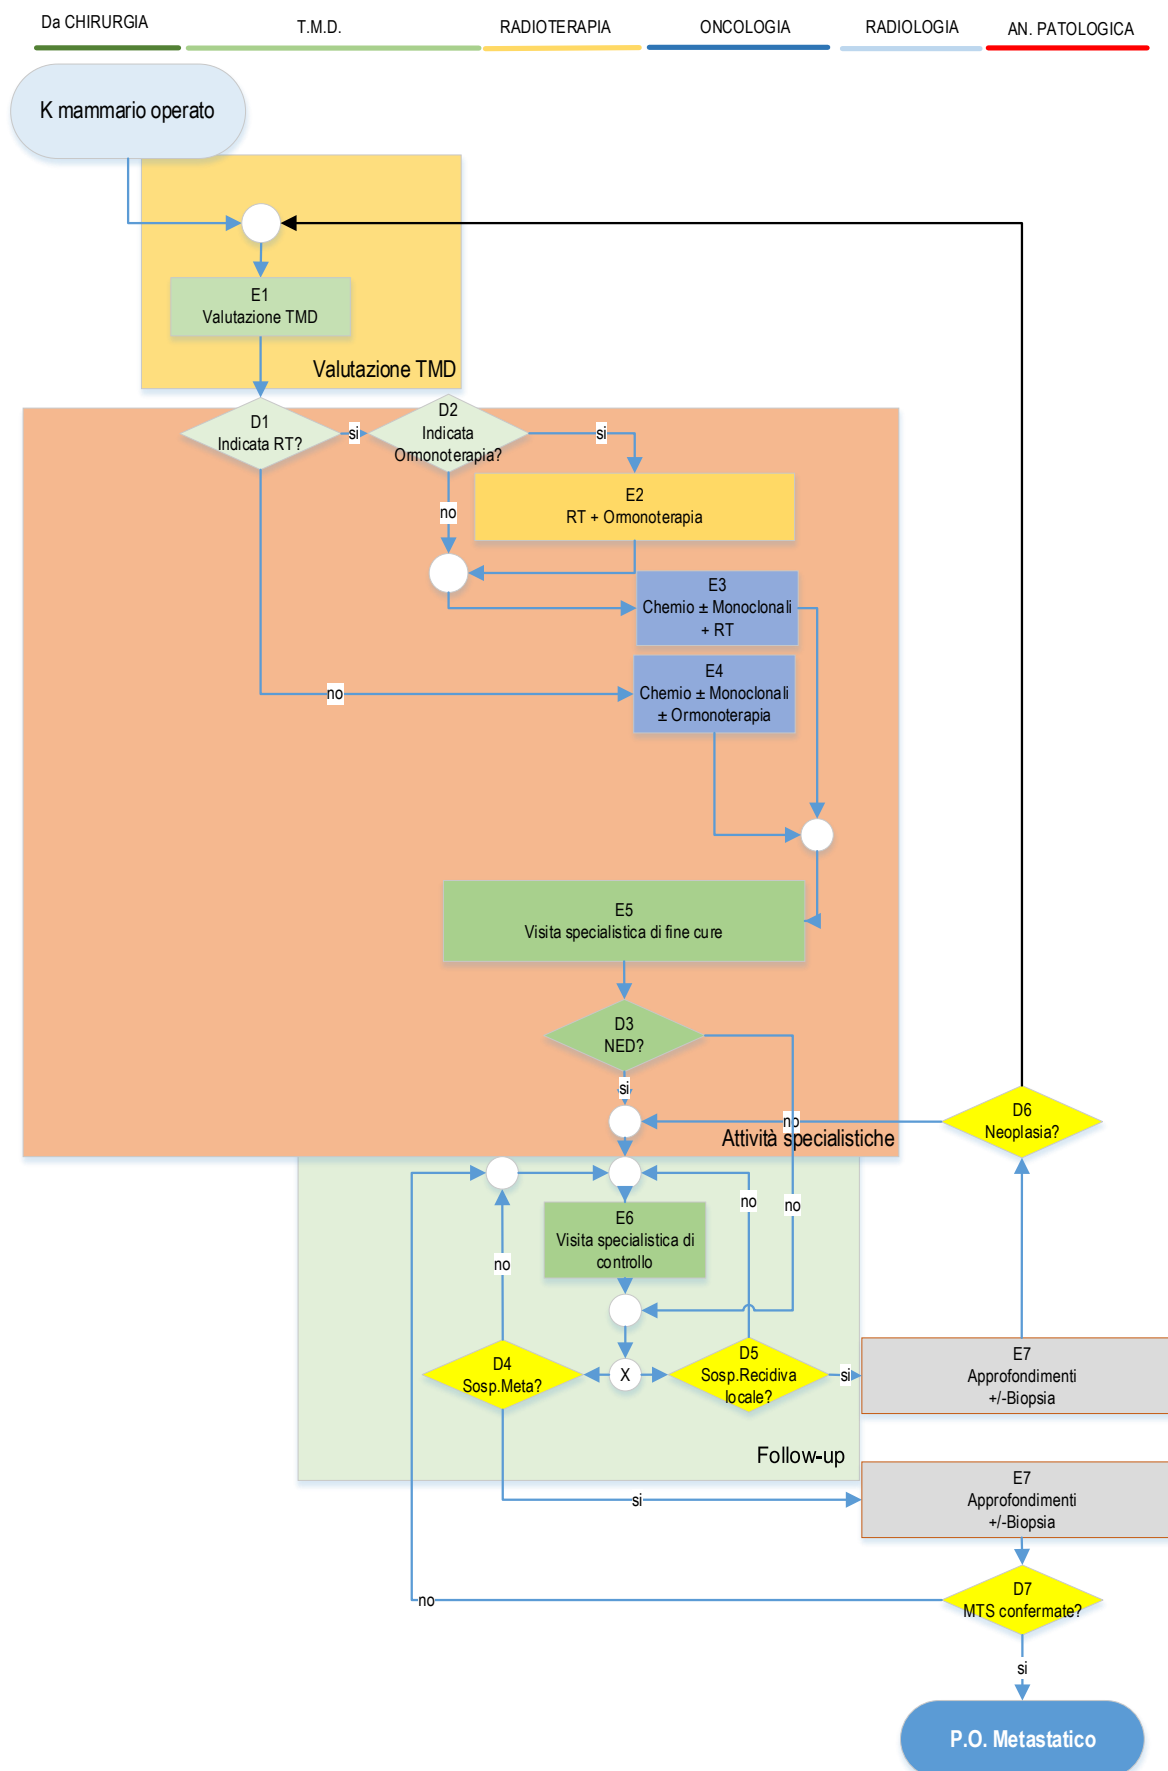 Da CHIRURGIA
T.M.D.
RADIOTERAPIA
ONCOLOGIA
RADIOLOGIA
AN. PATOLOGICA
K mammario operato
E1
Valutazione TMD
Valutazione TMD
D1
Indicata RT?
si
D2
Indicata
Ormonoterapia?
si
no
E2
RT + Ormonoterapia
E3
Chemio ± Monoclonali
+ RT
no
E4
Chemio ± Monoclonali
± Ormonoterapia
E5
Visita specialistica di fine cure
D3
NED?
si
no
Attività specialistiche
D6
Neoplasia?
no
no
E6
Visita specialistica di
controllo
no
D4
Sosp.Meta?
X
D5
Sosp.Recidiva
locale?
si
E7
Approfondimenti
+/-Biopsia
Follow-up
si
E7
Approfondimenti
+/-Biopsia
no
D7
MTS confermate?
si
P.O. Metastatico